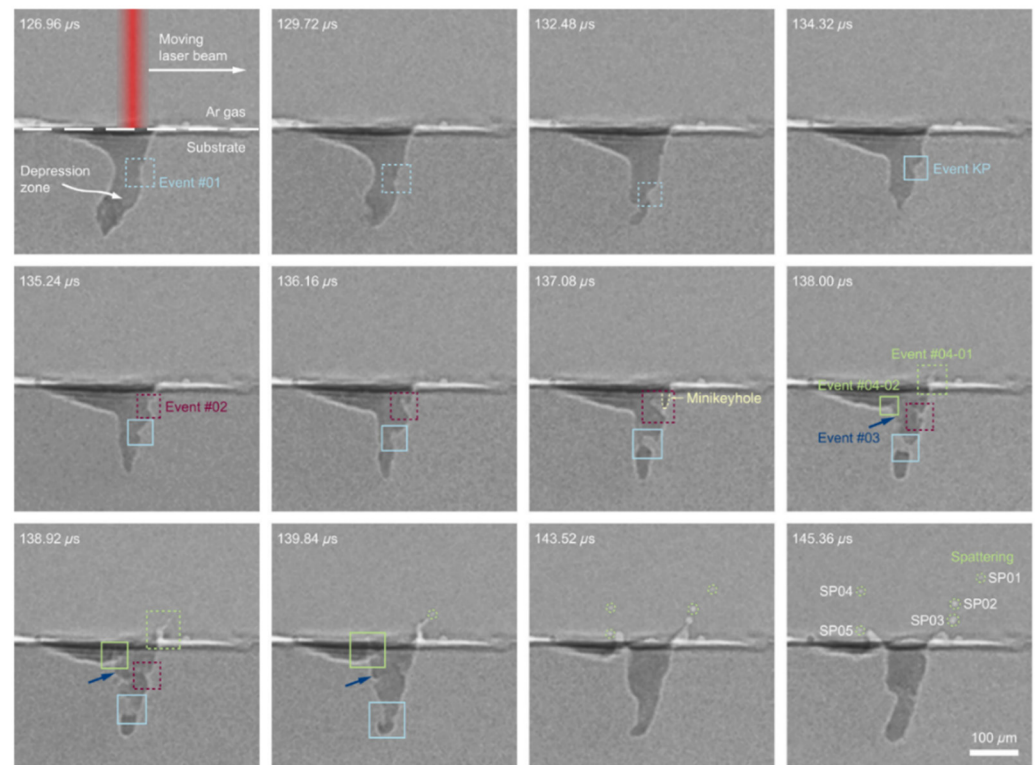 126.96 µs
Moving
laser beam
Ar gas
Substrate
Depression
zone
Event #01
129.72 µs
132.48 µs
134.32 µs
Event KP
135.24 µs
Event #02
136.16 µs
137.08 µs
Minikeyhole
138.00 µs
Event #04-01
Event #04-02
Event #03
138.92 µs
139.84 µs
143.52 µs
145.36 µs
Spattering
SP01
SP04
SP02
SP03
SP05
100 µm